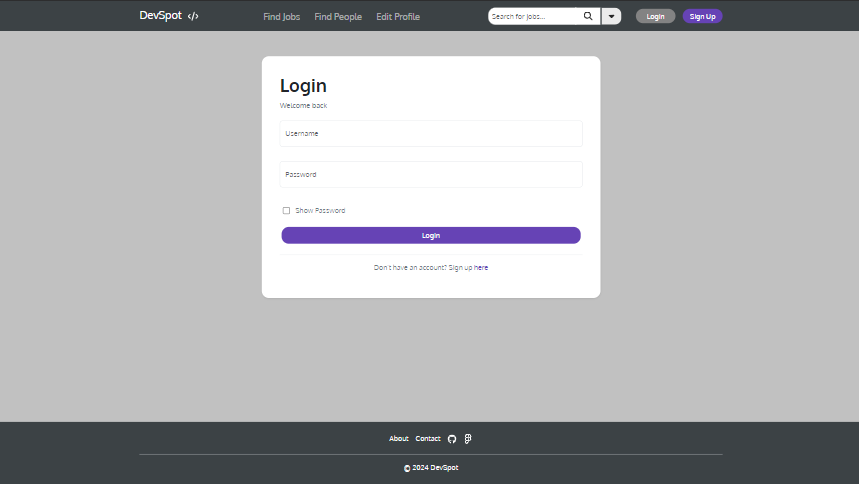 DevSpot </> Find Jobs Find People Edit Profile Search for jobs... Login Sign Up
Login
Welcome back
Username
Password
Show Password
Login
Don't have an account? Sign up here
About Contact
© 2024 DevSpot